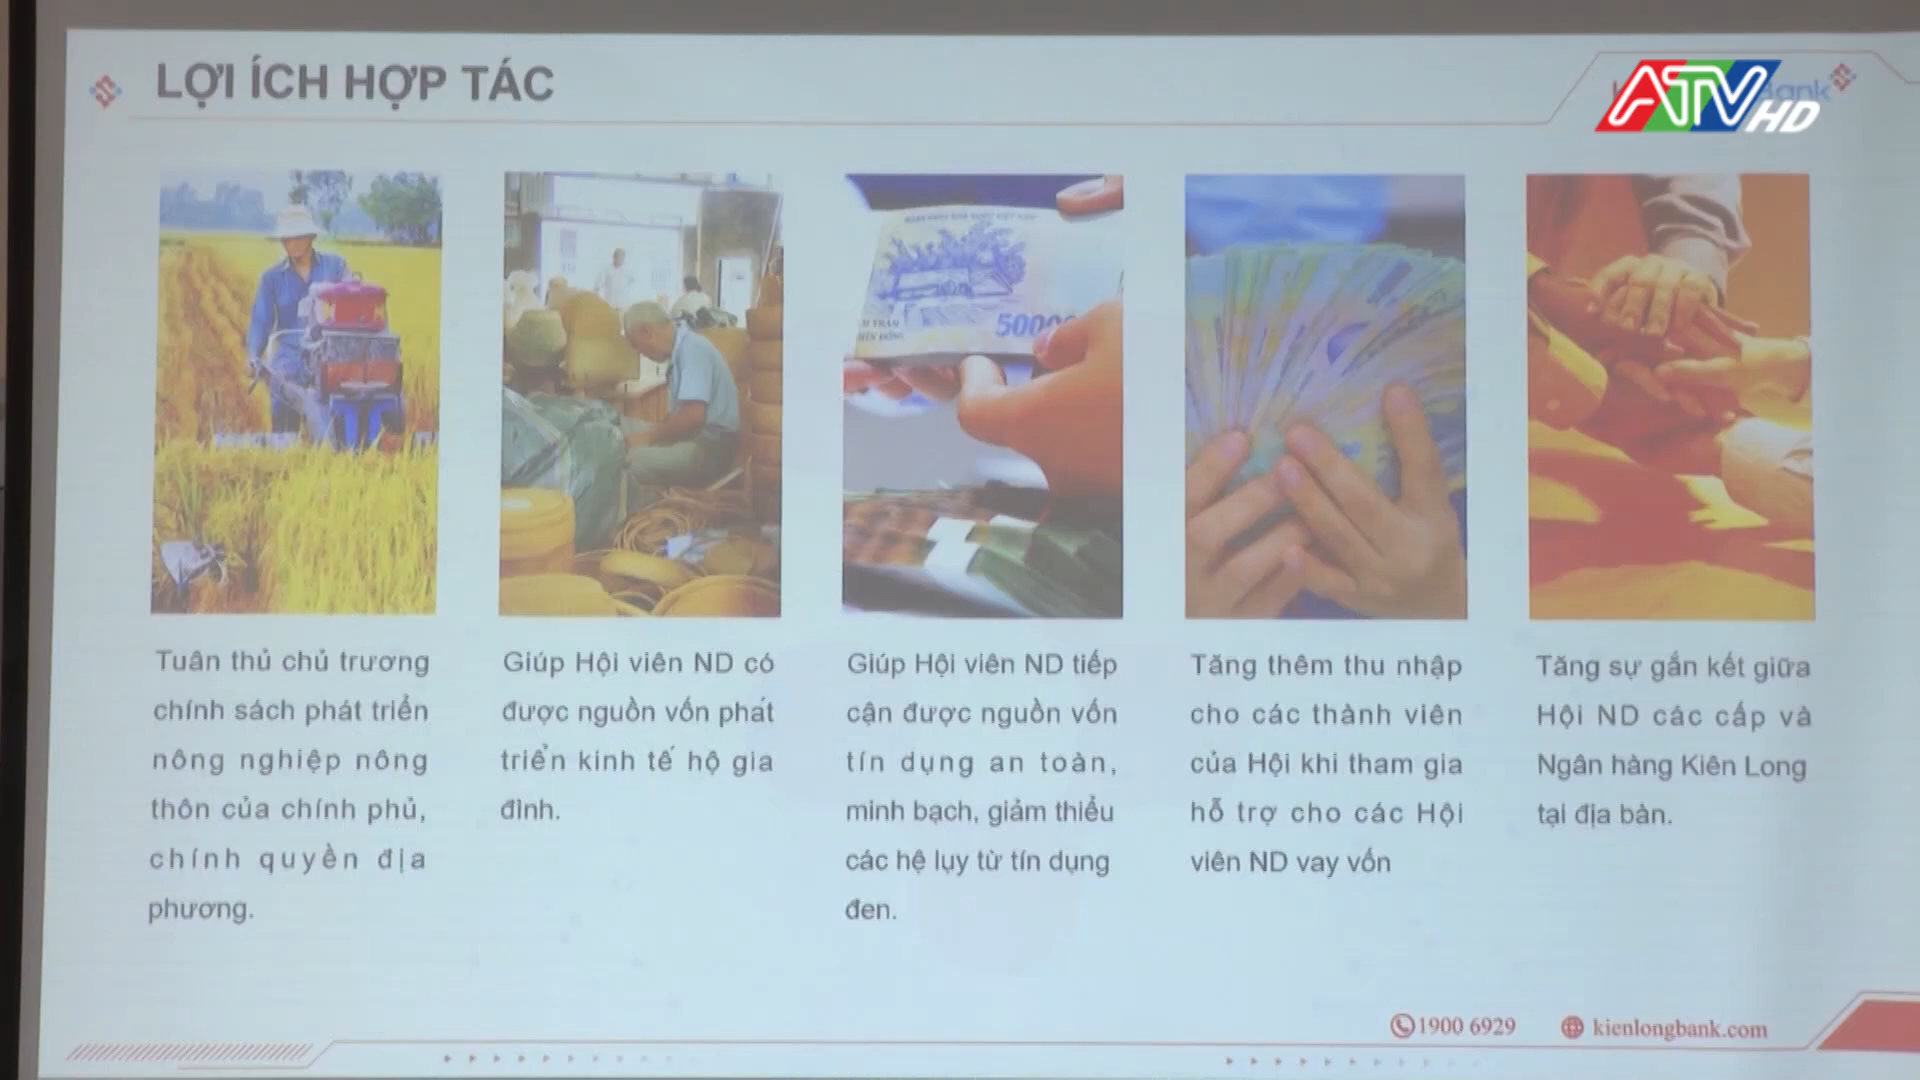 LỢI ÍCH HỢP TÁC
ATV HD
Bank
50000
Tuân thủ chủ trương
chính sách phát triển
nông nghiệp nông
thôn của chính phủ,
chính quyền địa
phương.
Giúp Hội viên ND có
được nguồn vốn phát
triển kinh tế hộ gia
đình.
Giúp Hội viên ND tiếp
cận được nguồn vốn
tín dụng an toàn,
minh bạch, giảm thiểu
các hệ lụy từ tín dụng
đen.
Tăng thêm thu nhập
cho các thành viên
của Hội khi tham gia
hỗ trợ cho các Hội
viên ND vay vốn
Tăng sự gắn kết giữa
Hội ND các cấp và
Ngân hàng Kiên Long
tại địa bàn.
1900 6929
kienlongbank.com